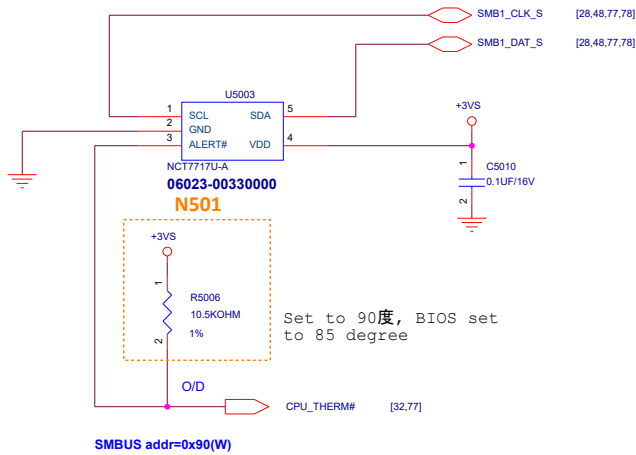 SMB1_CLK_S [28,48,77,78]
SMB1_DAT_S [28,48,77,78]
U5003
1 SCL SDA 5
2 GND
3 ALERT# VDD 4
NCT7717U-A
06023-00330000
N501
+3VS
1
C5010
0.1UF/16V
2
+3VS
1
R5006
10.5KOHM
1%
2
Set to 90度, BIOS set
to 85 degree
O/D
CPU_THERM# [32,77]
SMBUS addr=0x90(W)